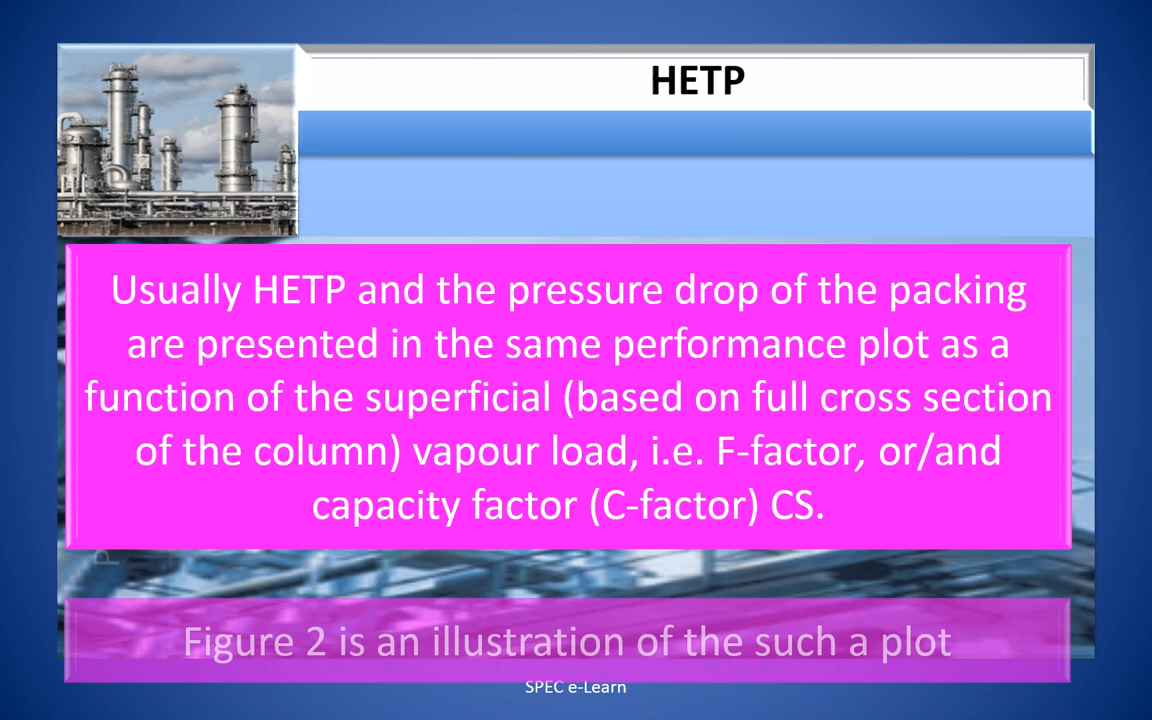 HETP
Usually HETP and the pressure drop of the packing
are presented in the same performance plot as a
function of the superficial (based on full cross section
of the column) vapour load, i.e. F-factor, or/and
capacity factor (C-factor) CS.
P
Figure 2 is an illustration of the such a plot
SPEC e-Learn